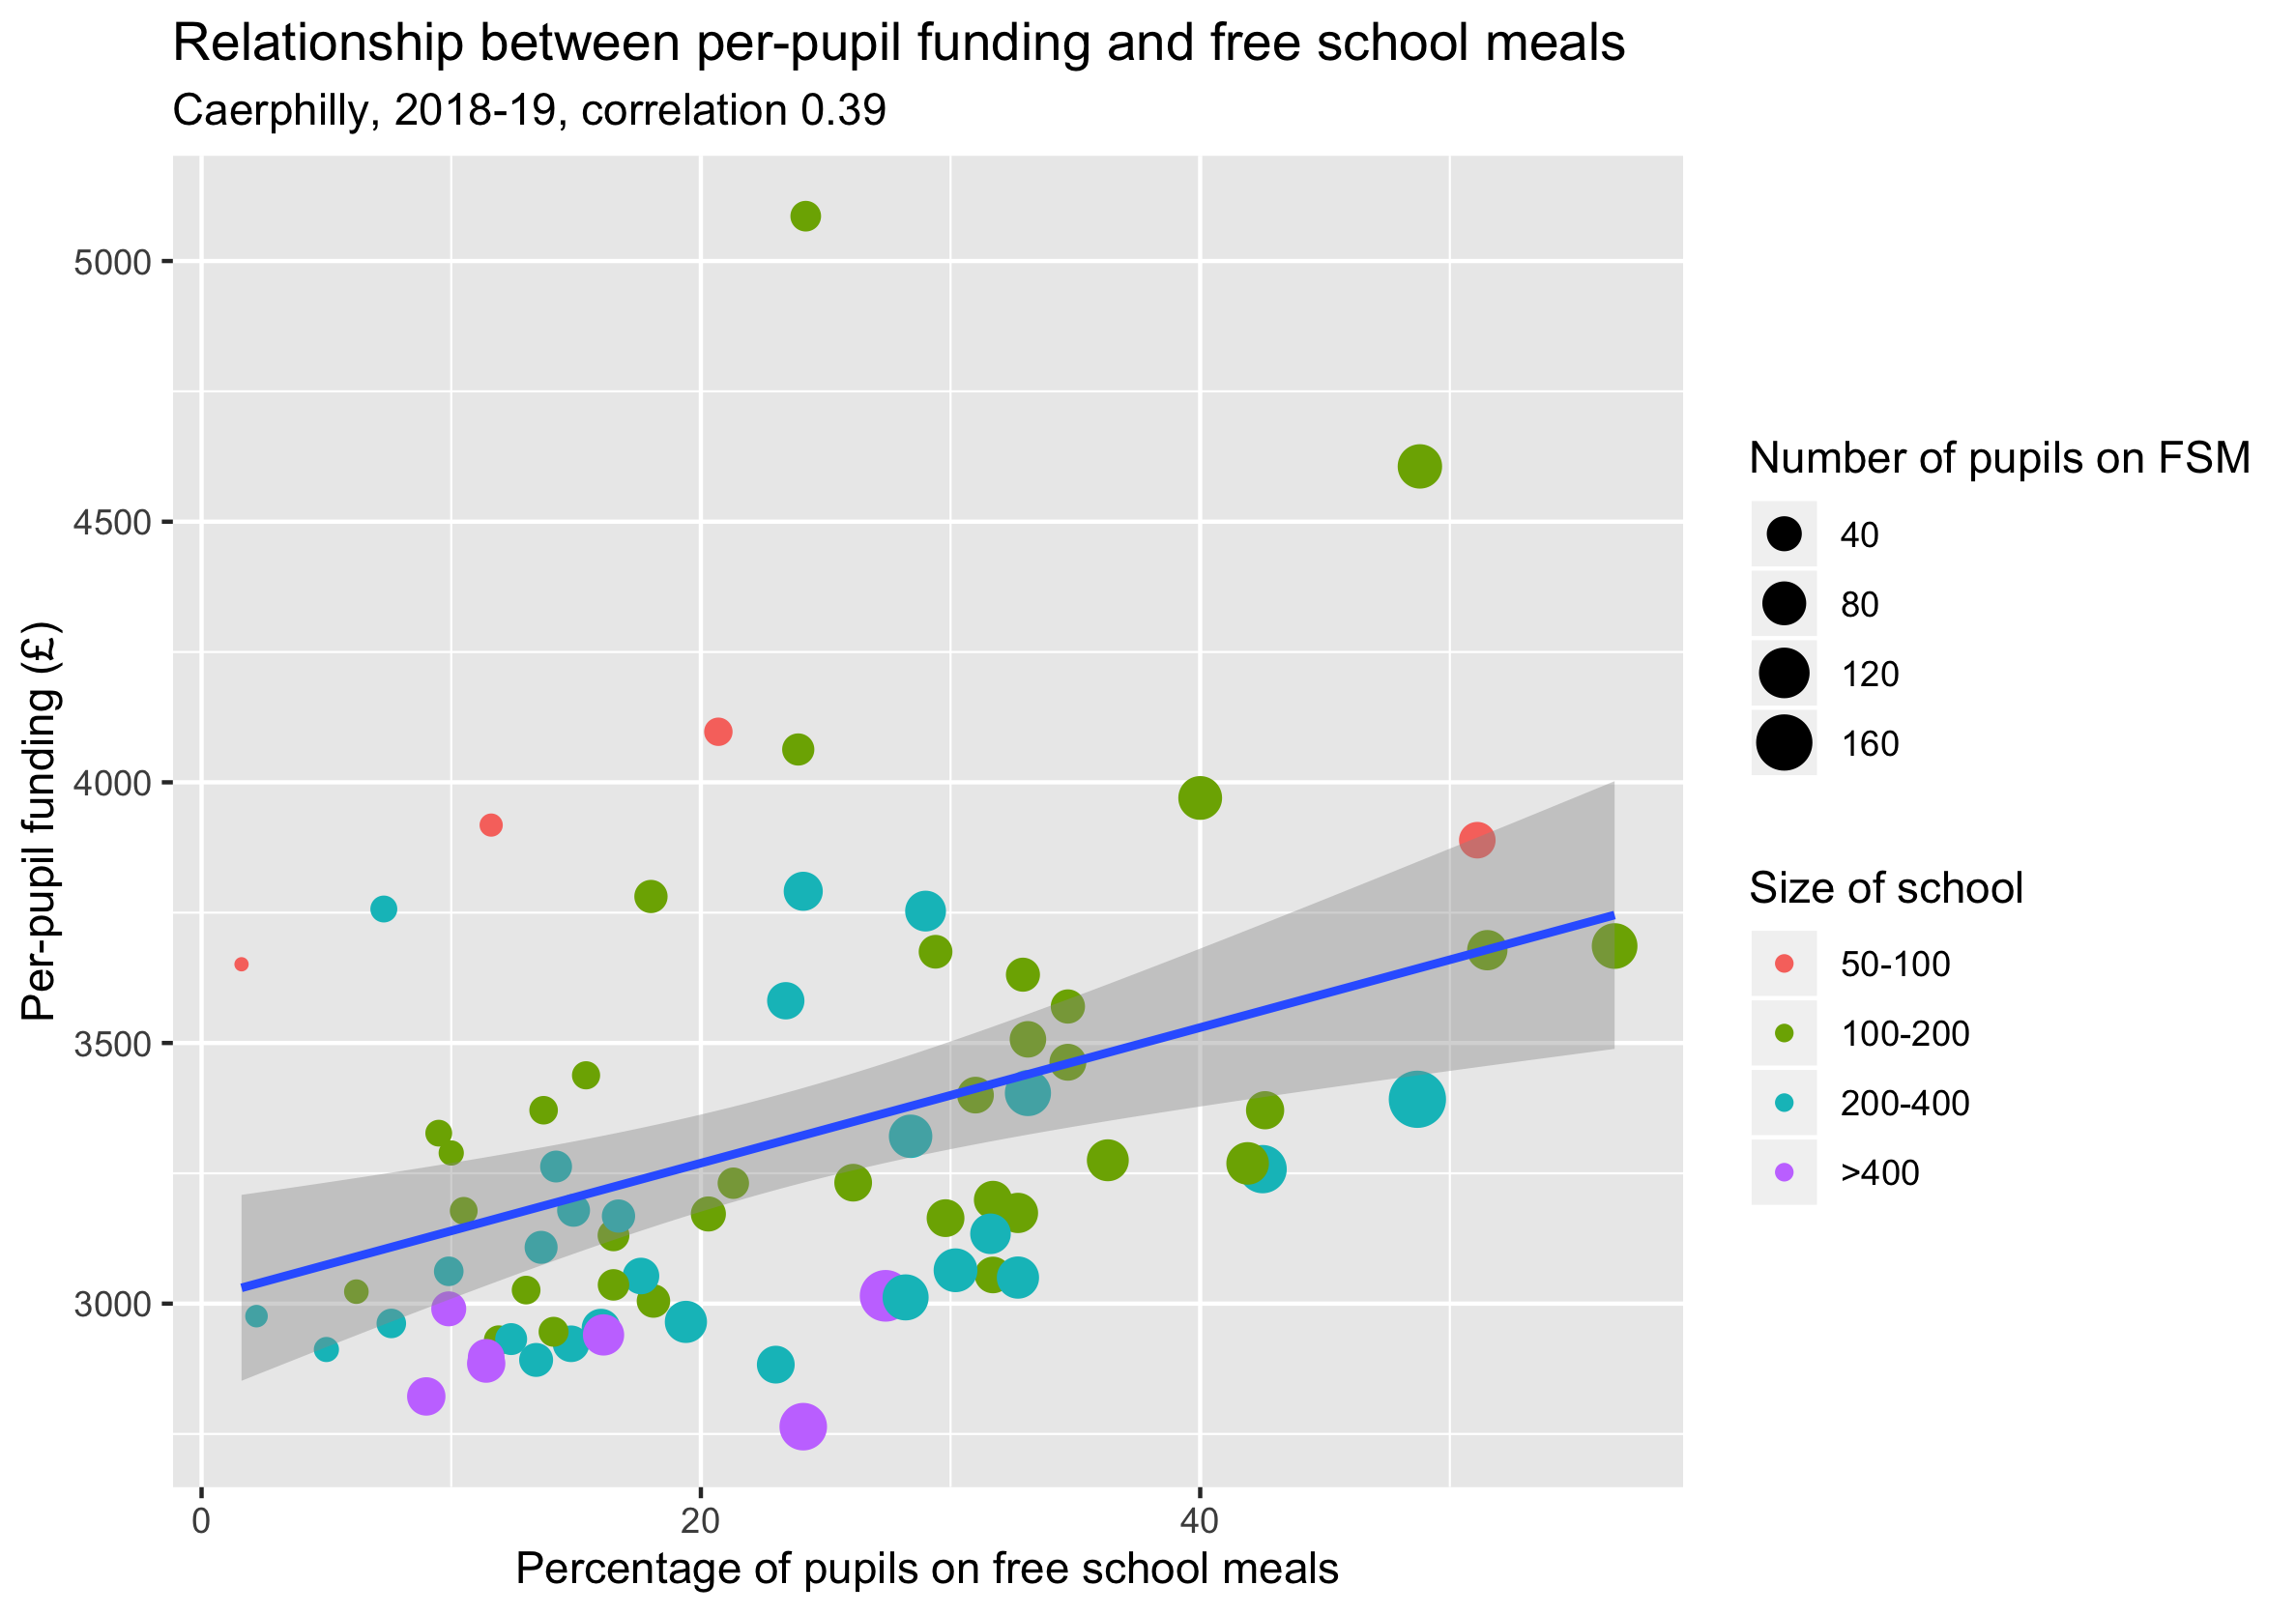 Relationship between per-pupil funding and free school meals
Caerphilly, 2018-19, correlation 0.39
Per-pupil funding (£)
5000
4500
4000
3500
3000
0 20 40
Percentage of pupils on free school meals
Number of pupils on FSM
40
80
120
160
Size of school
50-100
100-200
200-400
>400